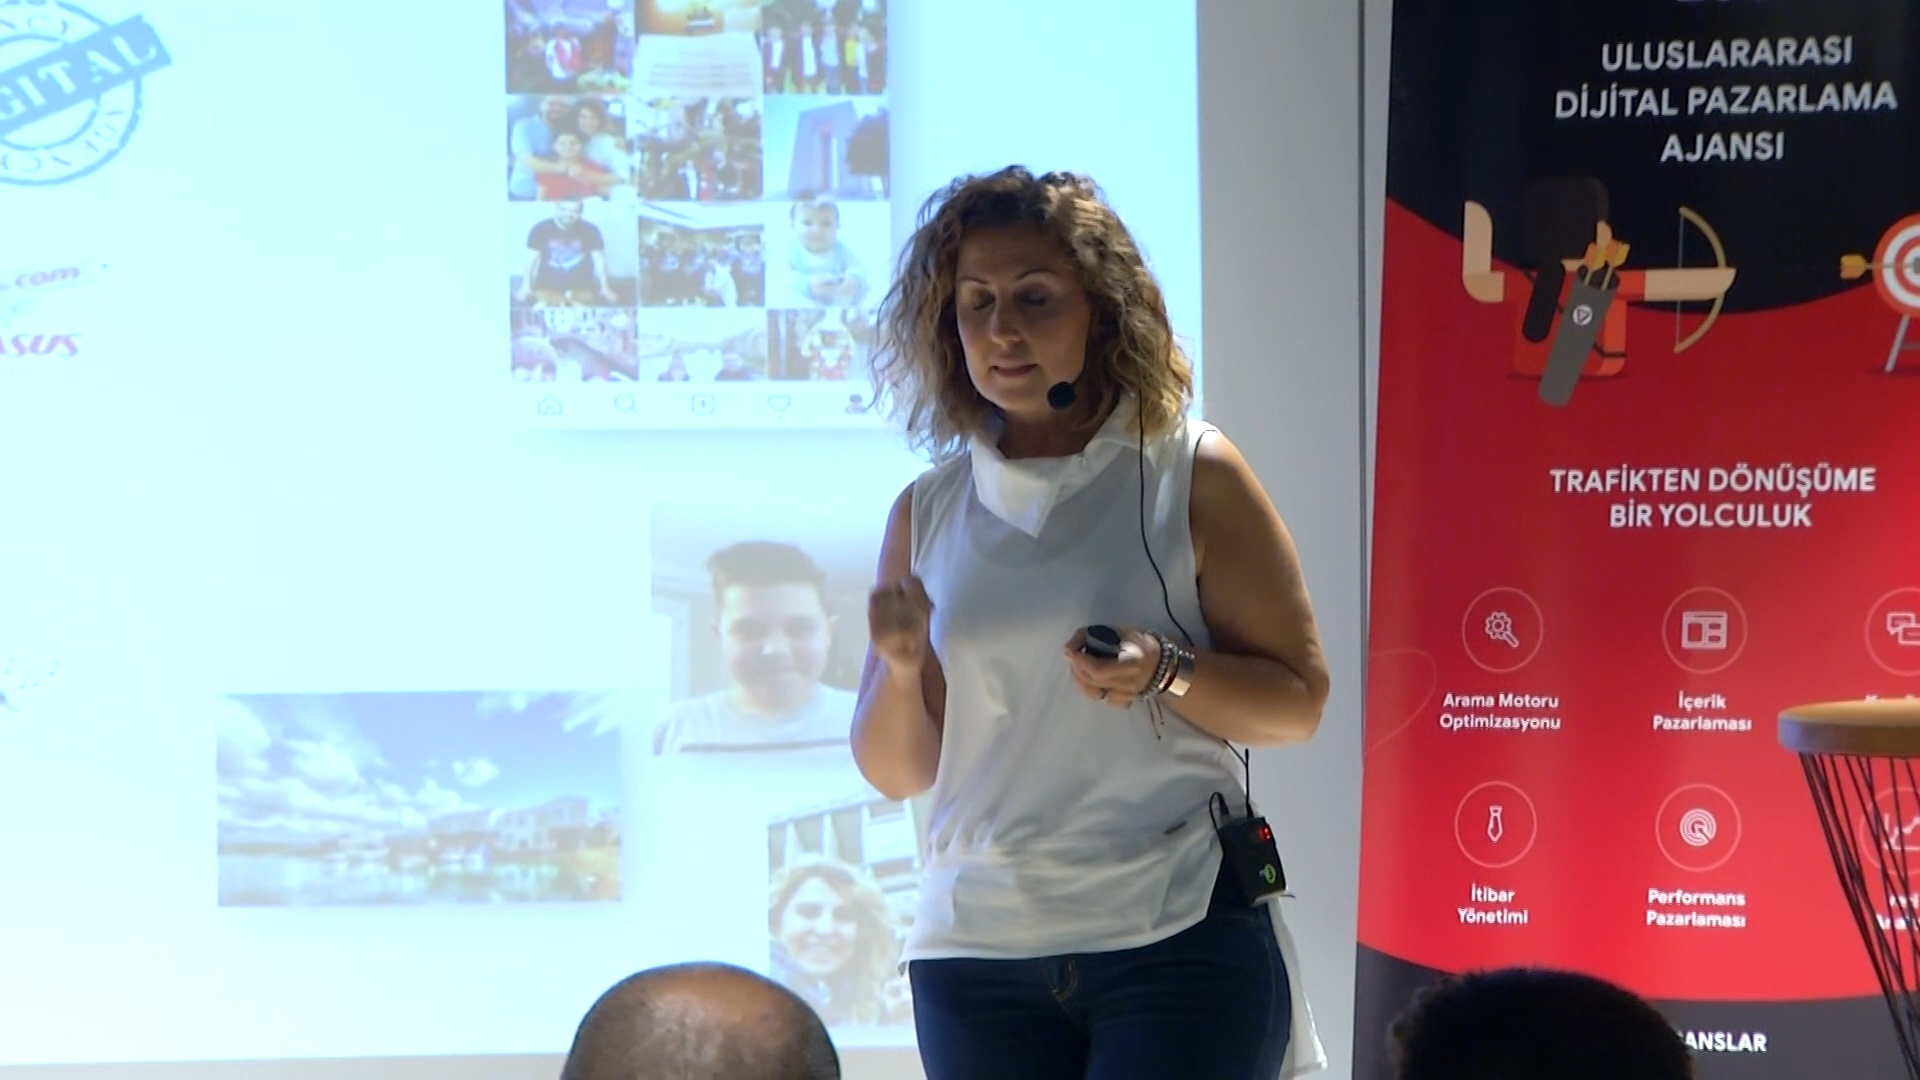 ULUSLARARASI
DİJİTAL PAZARLAMA
AJANSI
TRAFİKTEN DÖNÜŞÜME
BİR YOLCULUK
Arama Motoru
Optimizasyonu
İçerik
Pazarlaması
İtibar
Yönetimi
Performans
Pazarlaması